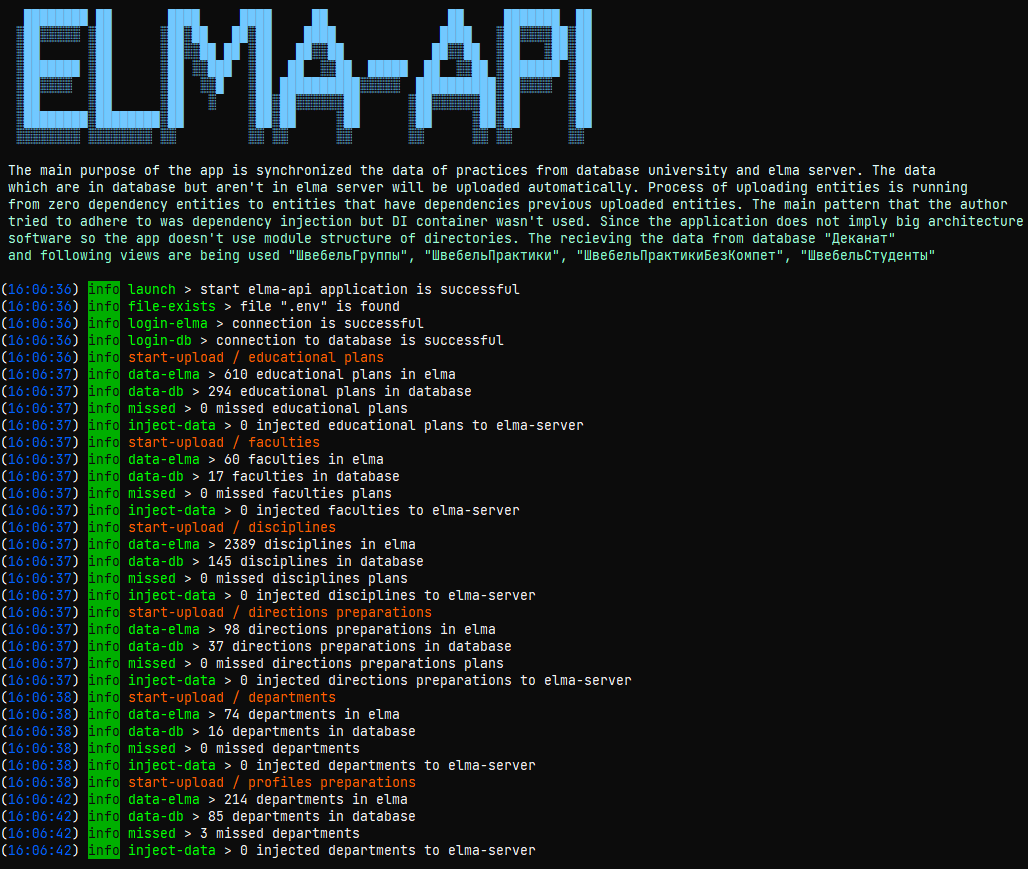 ELMA-API
The main purpose of the app is synchronized the data of practices from database university and elma server. The data
which are in database but aren't in elma server will be uploaded automatically. Process of uploading entities is running
from zero dependency entities to entities that have dependencies previous uploaded entities. The main pattern that the author
tried to adhere to was dependency injection but DI container wasn't used. Since the application does not imply big architecture
software so the app doesn't use module structure of directories. The recieving the data from database "Деканат"
and following views are being used "ШвебельГруппы", "ШвебельПрактики", "ШвебельПрактикиБезКомпет", "ШвебельСтуденты"
(16:06:36) info launch > start elma-api application is successful
(16:06:36) info file-exists > file ".env" is found
(16:06:36) info login-elma > connection is successful
(16:06:36) info login-db > connection to database is successful
(16:06:36) info start-upload / educational plans
(16:06:37) info data-elma > 610 educational plans in elma
(16:06:37) info data-db > 294 educational plans in database
(16:06:37) info missed > 0 missed educational plans
(16:06:37) info inject-data > 0 injected educational plans to elma-server
(16:06:37) info start-upload / faculties
(16:06:37) info data-elma > 60 faculties in elma
(16:06:37) info data-db > 17 faculties in database
(16:06:37) info missed > 0 missed faculties plans
(16:06:37) info inject-data > 0 injected faculties to elma-server
(16:06:37) info start-upload / disciplines
(16:06:37) info data-elma > 2389 disciplines in elma
(16:06:37) info data-db > 145 disciplines in database
(16:06:37) info missed > 0 missed disciplines plans
(16:06:37) info inject-data > 0 injected disciplines to elma-server
(16:06:37) info start-upload / directions preparations
(16:06:37) info data-elma > 98 directions preparations in elma
(16:06:37) info data-db > 37 directions preparations in database
(16:06:37) info missed > 0 missed directions preparations plans
(16:06:37) info inject-data > 0 injected directions preparations to elma-server
(16:06:38) info start-upload / departments
(16:06:38) info data-elma > 74 departments in elma
(16:06:38) info data-db > 16 departments in database
(16:06:38) info missed > 0 missed departments
(16:06:38) info inject-data > 0 injected departments to elma-server
(16:06:38) info start-upload / profiles preparations
(16:06:42) info data-elma > 214 departments in elma
(16:06:42) info data-db > 85 departments in database
(16:06:42) info missed > 3 missed departments
(16:06:42) info inject-data > 0 injected departments to elma-server